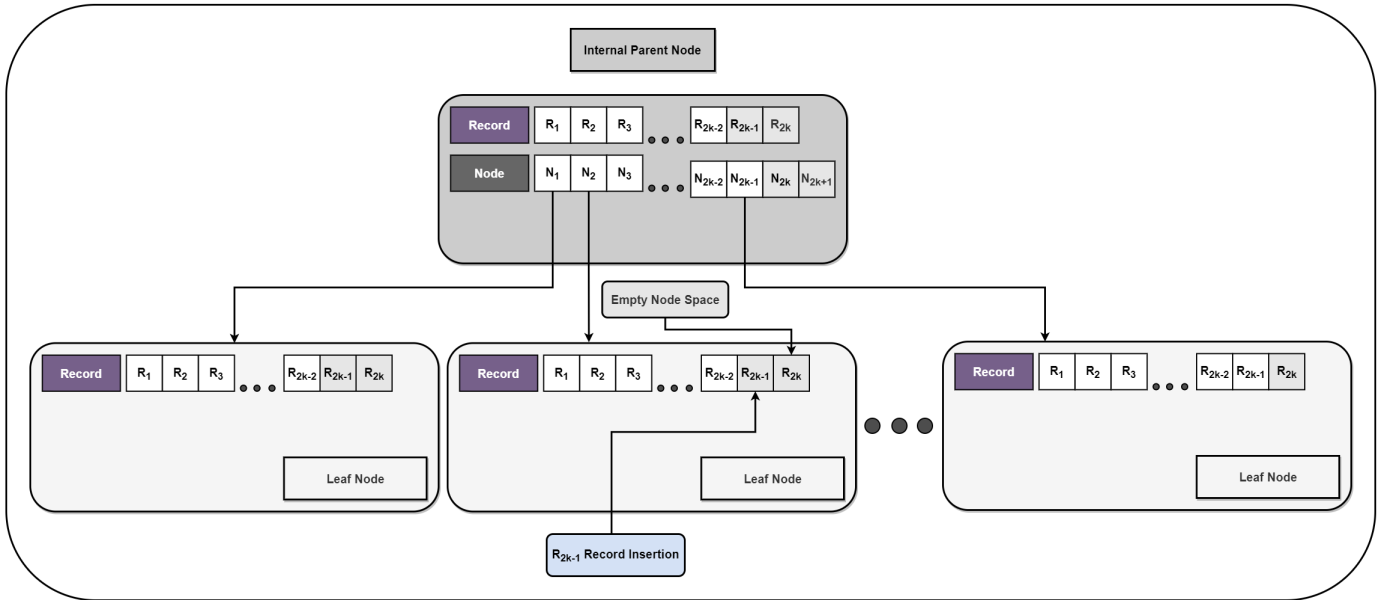 Internal Parent Node
Record R₁ R₂ R₃ R₂ₖ₋₂ R₂ₖ₋₁ R₂ₖ
Node N₁ N₂ N₃ N₂ₖ₋₂ N₂ₖ₋₁ N₂ₖ N₂ₖ₊₁
Empty Node Space
Record R₁ R₂ R₃ R₂ₖ₋₂ R₂ₖ₋₁ R₂ₖ
Leaf Node
Record R₁ R₂ R₃ R₂ₖ₋₂ R₂ₖ₋₁ R₂ₖ
Leaf Node
Record R₁ R₂ R₃ R₂ₖ₋₂ R₂ₖ₋₁ R₂ₖ
Leaf Node
R₂ₖ₋₁ Record Insertion